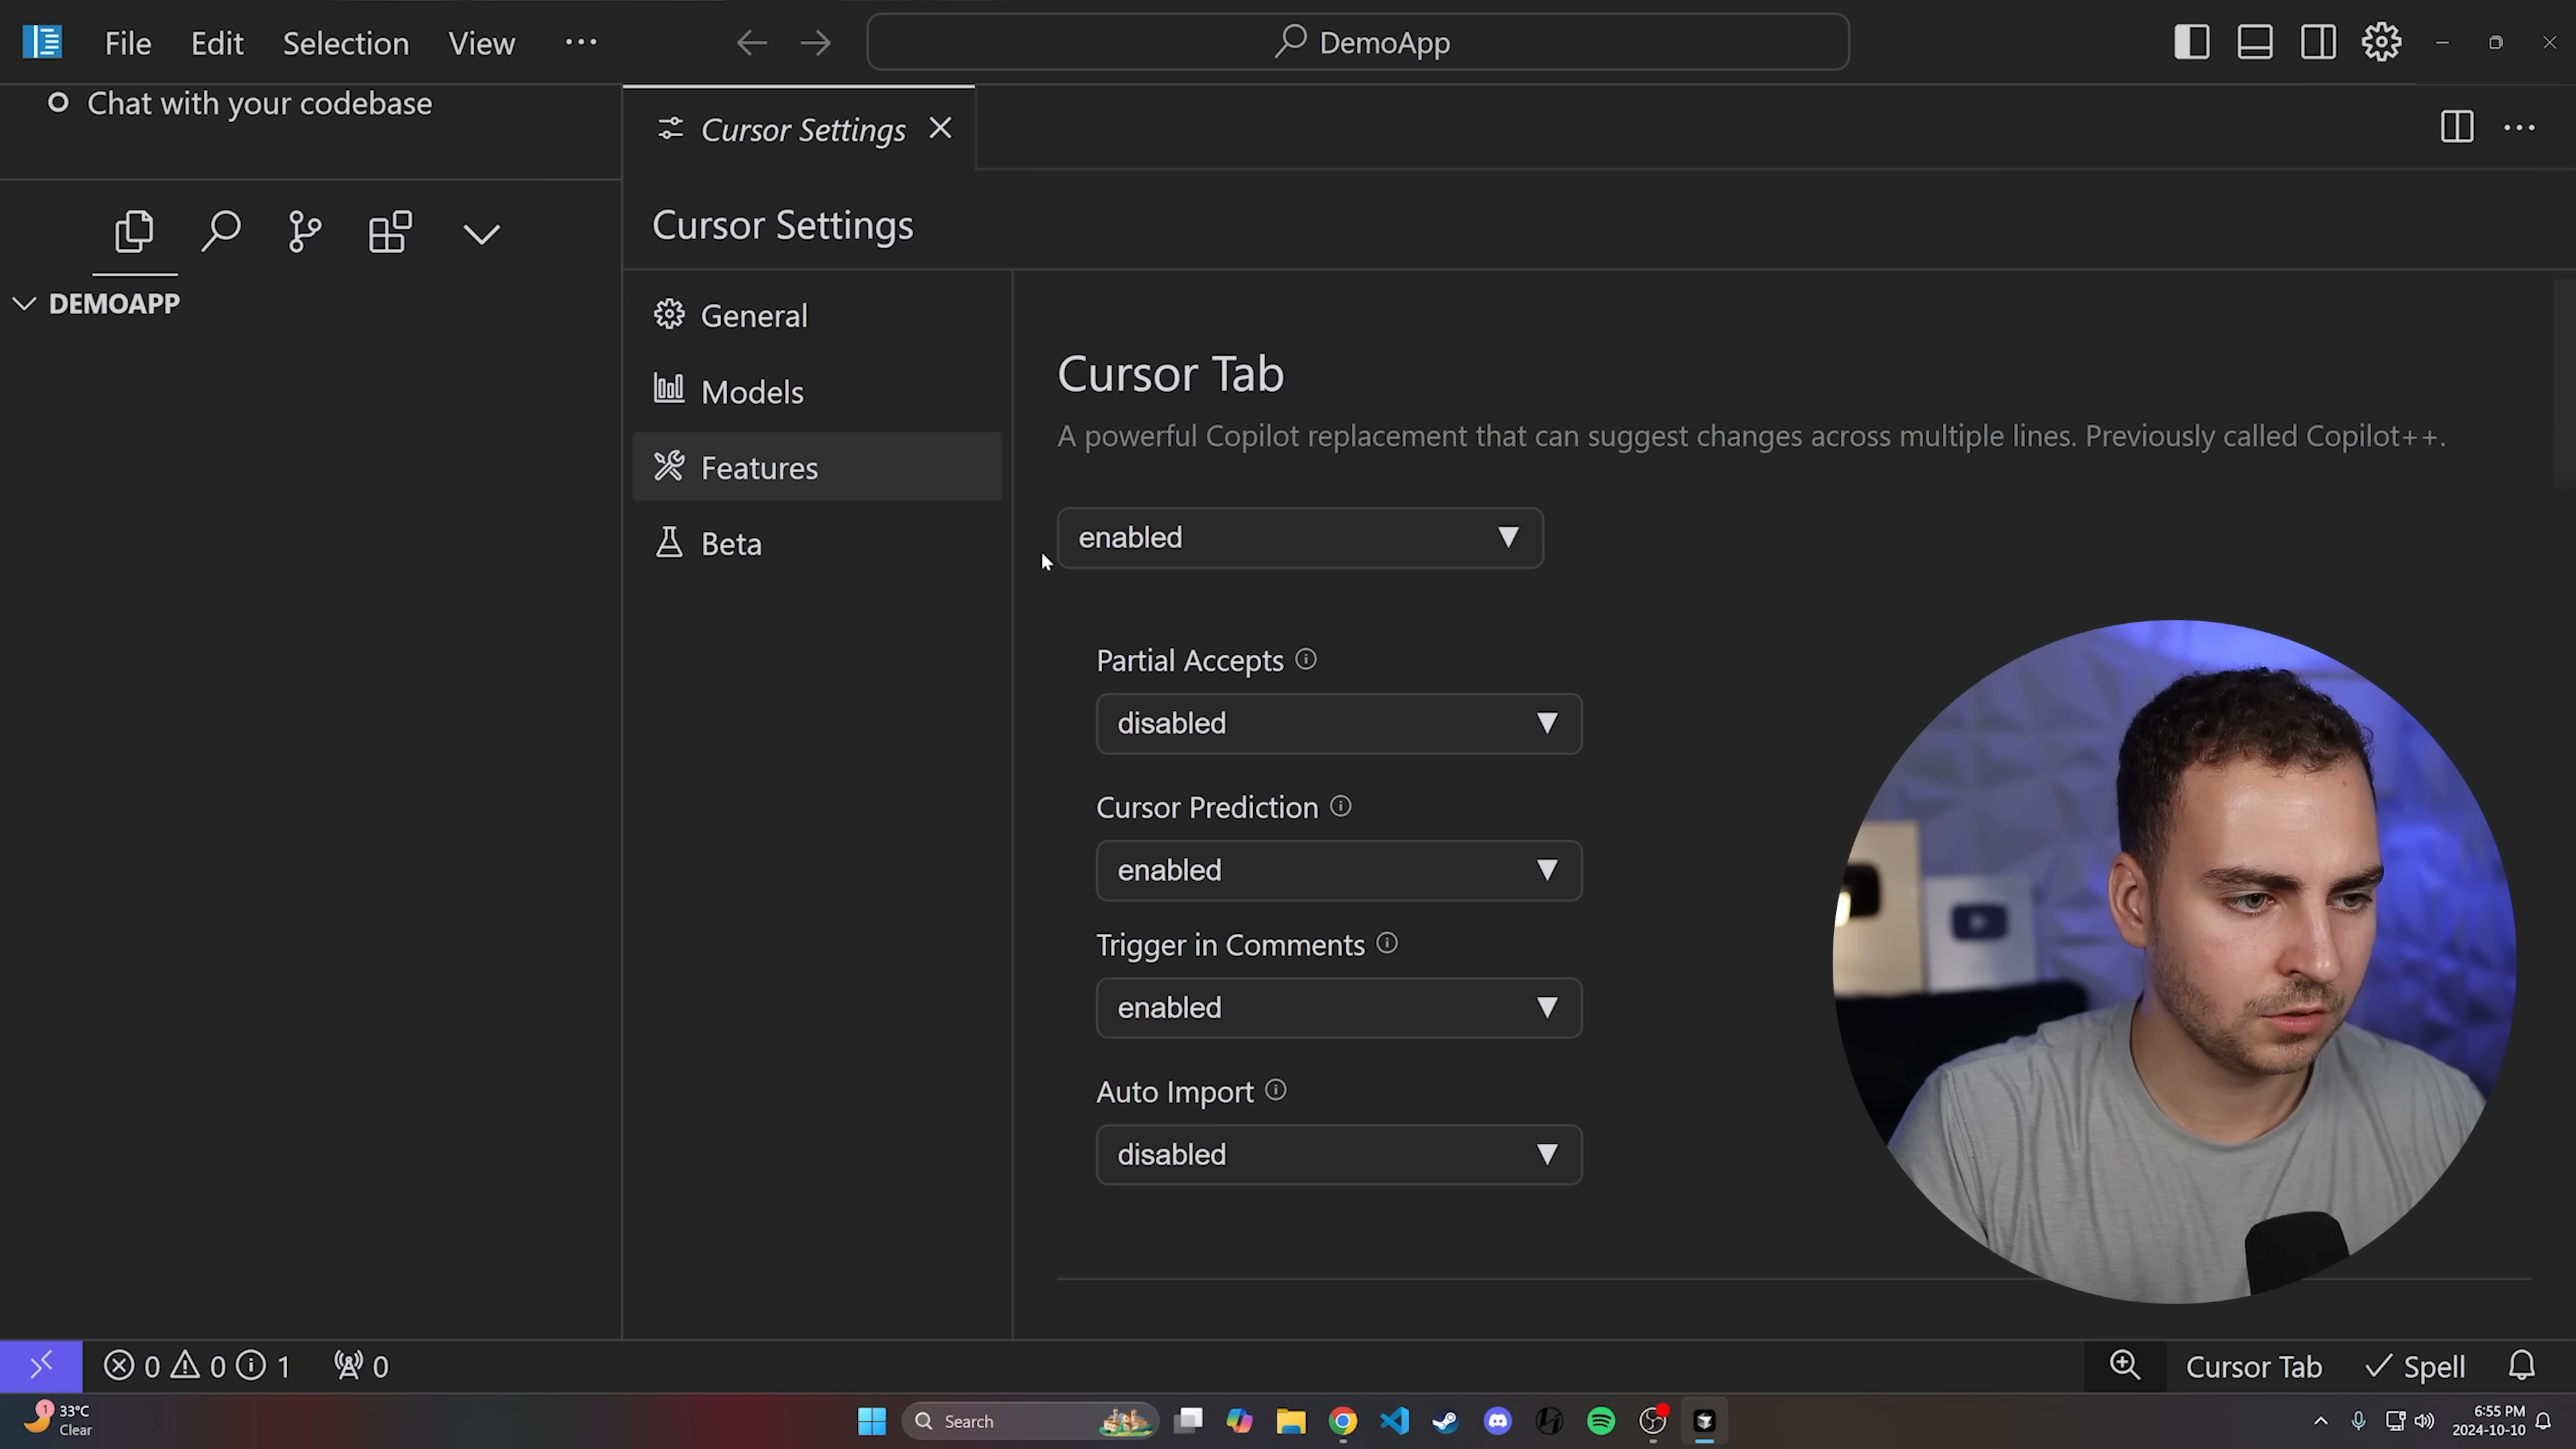 File Edit Selection View ...
DemoApp
Chat with your codebase
Cursor Settings
Cursor Settings
DEMOAPP
General
Models
Features
Beta
Cursor Tab
A powerful Copilot replacement that can suggest changes across multiple lines. Previously called Copilot++.
enabled
Partial Accepts
disabled
Cursor Prediction
enabled
Trigger in Comments
enabled
Auto Import
disabled
0 0 1 0
Cursor Tab Spell
1
33°C
Clear
Search
6:55 PM
2024-10-10